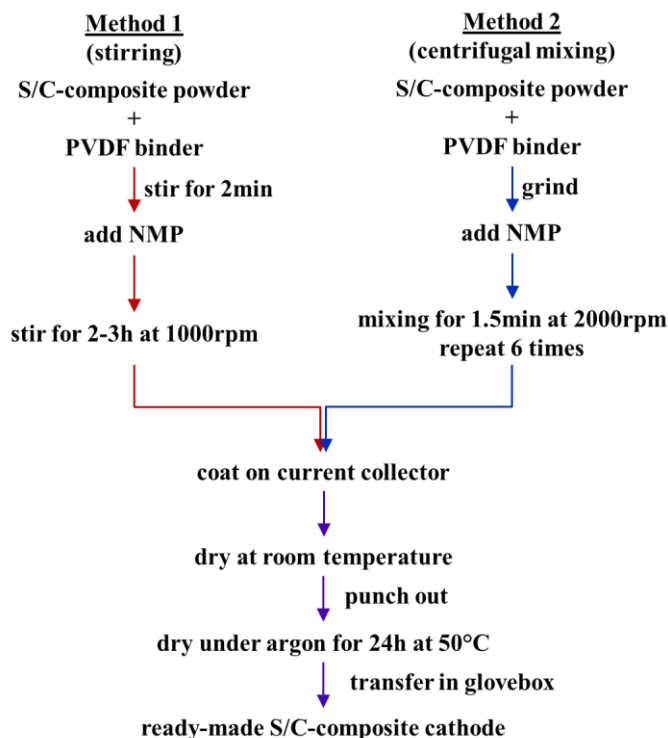 Method 1
(stirring)
S/C-composite powder
+
PVDF binder
stir for 2min
add NMP
stir for 2-3h at 1000rpm
Method 2
(centrifugal mixing)
S/C-composite powder
+
PVDF binder
grind
add NMP
mixing for 1.5min at 2000rpm
repeat 6 times
coat on current collector
dry at room temperature
punch out
dry under argon for 24h at 50°C
transfer in glovebox
ready-made S/C-composite cathode